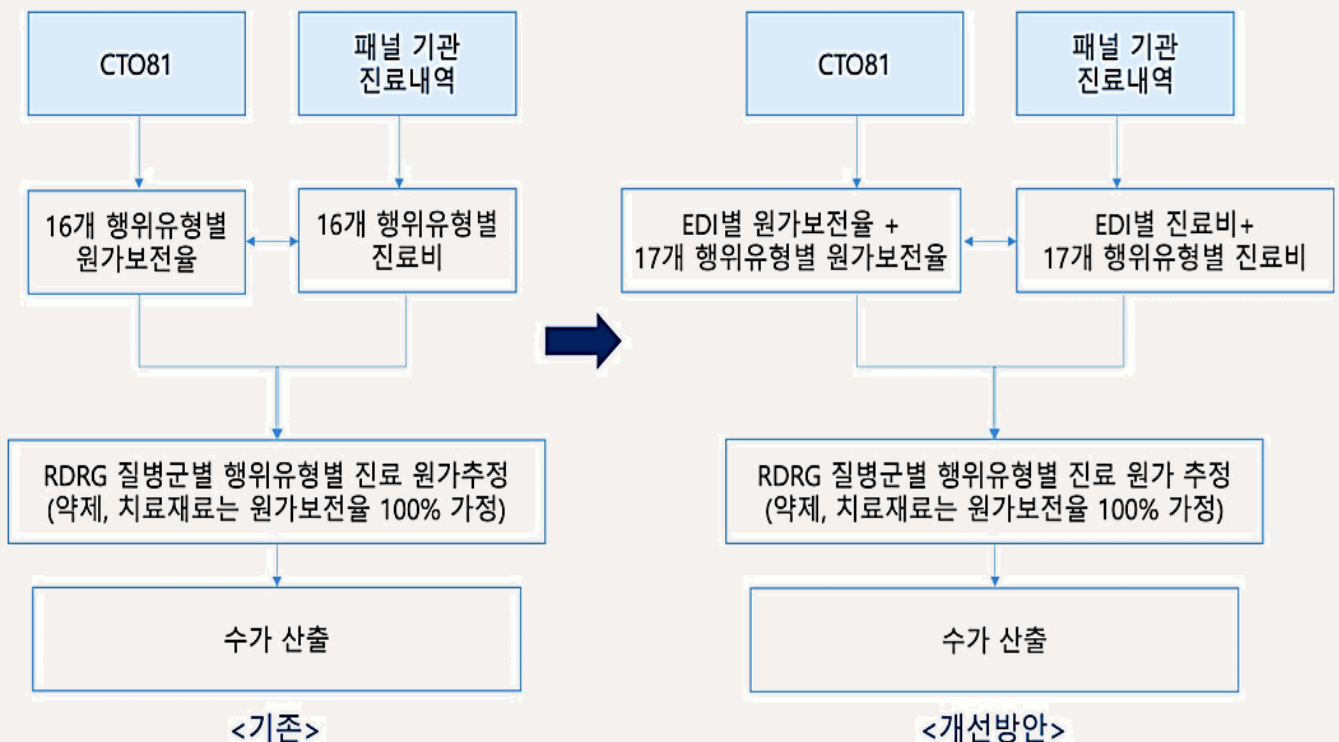 CTO81
패널 기관
진료내역
16개 행위유형별
원가보전율
16개 행위유형별
진료비
RDRG 질병군별 행위유형별 진료 원가추정
(약제, 치료재료는 원가보전율 100% 가정)
수가 산출
<기존>
CTO81
패널 기관
진료내역
EDI별 원가보전율 +
17개 행위유형별 원가보전율
EDI별 진료비+
17개 행위유형별 진료비
RDRG 질병군별 행위유형별 진료 원가 추정
(약제, 치료재료는 원가보전율 100% 가정)
수가 산출
<개선방안>